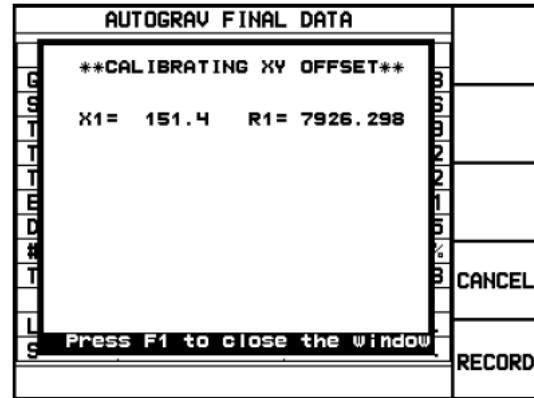 AUTOGRAV FINAL DATA
**CALIBRATING XY OFFSET**
X1= 151.4 R1= 7926.298
Press F1 to close the window
CANCEL
RECORD